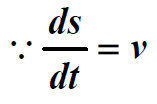 ∵ ds/dt = v